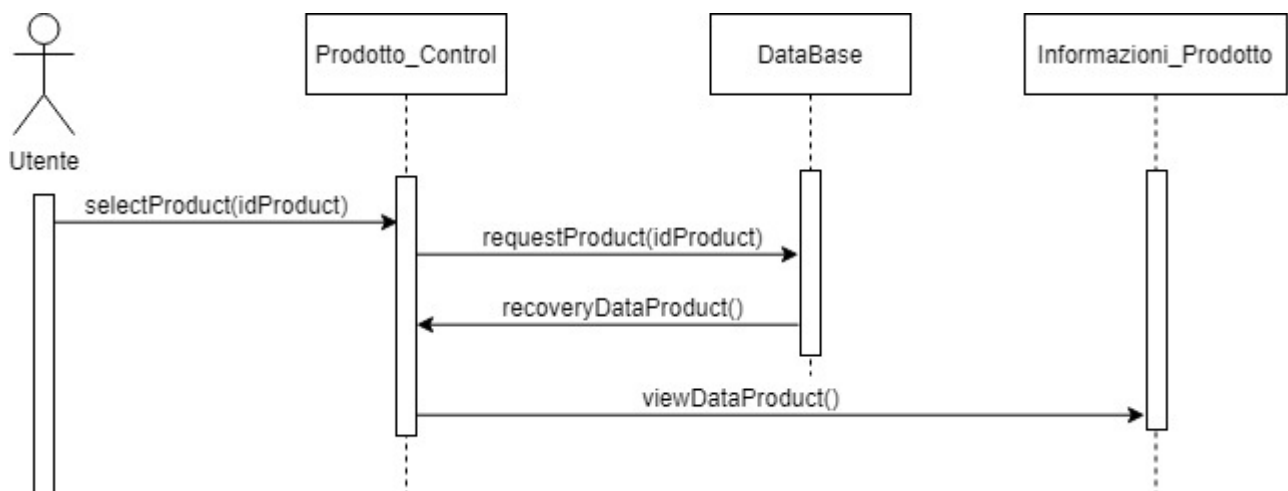 Prodotto_Control
DataBase
Informazioni_Prodotto
Utente
selectProduct(idProduct)
requestProduct(idProduct)
recoveryDataProduct()
viewDataProduct()